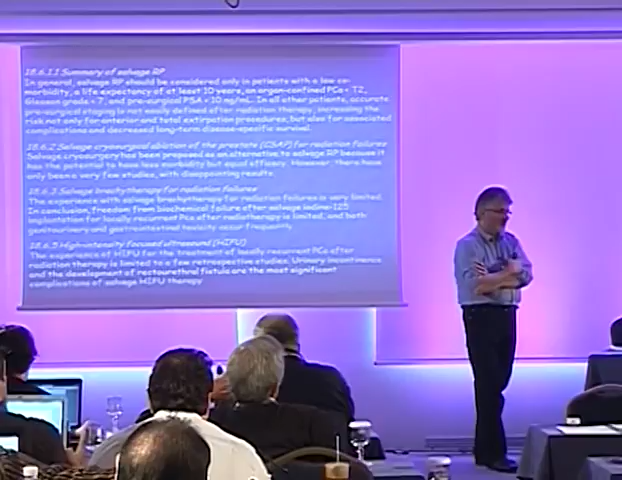 18.6.1.1 Summary of salvage RP
In general, salvage RP should be considered only in patients with a low co-
morbidity, a life expectancy of at least 10 years, an organ-confined PCa < T2,
Gleason grade < 7, and pre-surgical PSA < 10 ng/mL. In all other patients, accurate
pre-surgical staging is not easily defined after radiation therapy, increasing the
risk not only for anterior and total extirpation procedures, but also for associated
complications and decreased long-term disease-specific survival.
18.6.2 Salvage cryosurgical ablation of the prostate (CSAP) for radiation failures
Salvage cryosurgery has been proposed as an alternative to salvage RP because it
has the potential to have less morbidity but equal efficacy. However, there have
only been a very few studies, with disappointing results.
18.6.3 Salvage brachytherapy for radiation failures
The experience with salvage brachytherapy for radiation failures is very limited.
In conclusion, freedom from biochemical failure after salvage iodine-125
implantation for locally recurrent PCa after radiotherapy is limited, and both
genitourinary and gastrointestinal toxicity occur frequently.
18.6.5 High-intensity focused ultrasound (HIFU)
The experience of HIFU for the treatment of locally recurrent PCa after
radiation therapy is limited to a few retrospective studies. Urinary incontinence
and the development of rectourethral fistula are the most significant
complications of salvage HIFU therapy